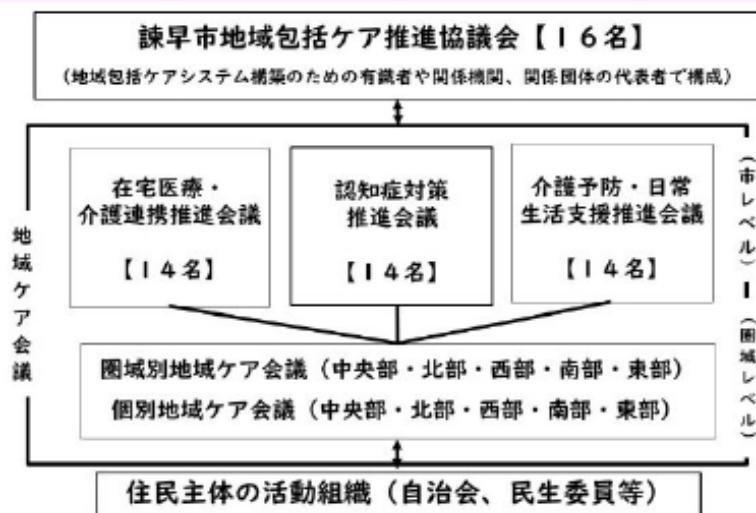 諫早市地域包括ケア推進協議会【16名】
(地域包括ケアシステム構築のための有識者や関係機関、関係団体の代表者で構成)
地域ケア会議
在宅医療・
介護連携推進会議
【14名】
認知症対策
推進会議
【14名】
介護予防・日常
生活支援推進会議
【14名】
(市レベル)ー(圏域レベル)
圏域別地域ケア会議(中央部・北部・西部・南部・東部)
個別地域ケア会議(中央部・北部・西部・南部・東部)
住民主体の活動組織(自治会、民生委員等)